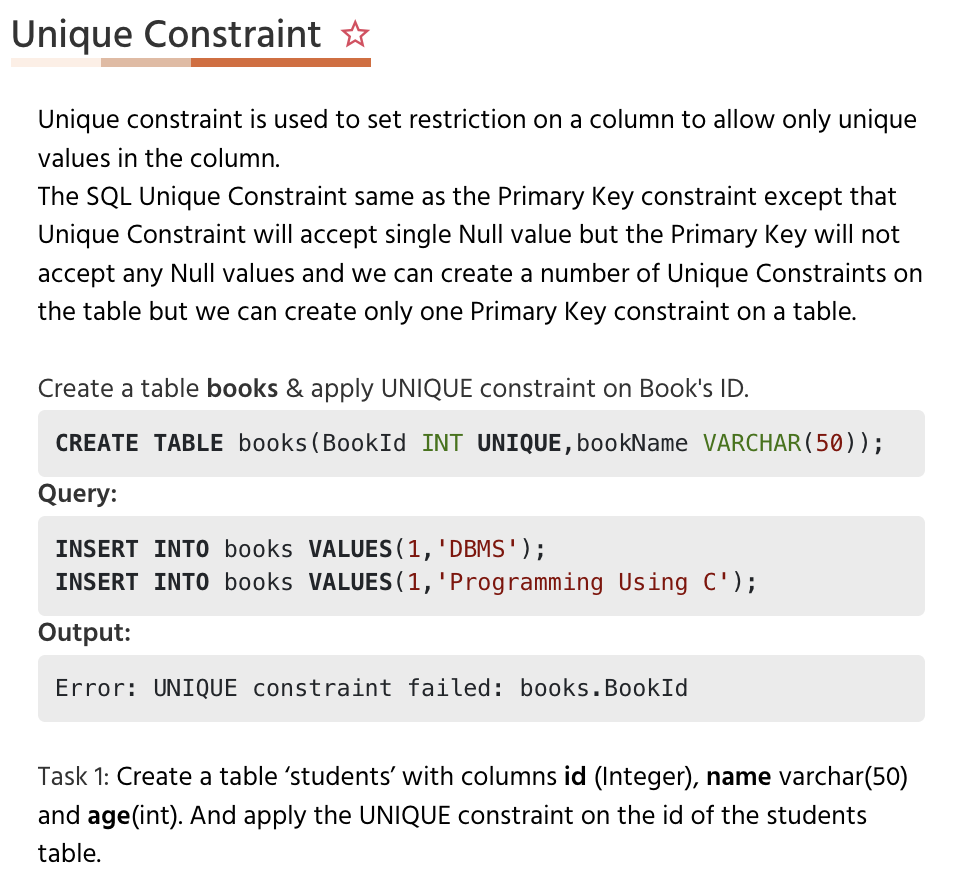 Unique Constraint
Unique constraint is used to set restriction on a column to allow only unique
values in the column.
The SQL Unique Constraint same as the Primary Key constraint except that
Unique Constraint will accept single Null value but the Primary Key will not
accept any Null values and we can create a number of Unique Constraints on
the table but we can create only one Primary Key constraint on a table.
Create a table books & apply UNIQUE constraint on Book's ID.
CREATE TABLE books(BookId INT UNIQUE,bookName VARCHAR(50));
Query:
INSERT INTO books VALUES(1,'DBMS');
INSERT INTO books VALUES(1,'Programming Using C');
Output:
Error: UNIQUE constraint failed: books.BookId
Task 1: Create a table ‘students’ with columns id (Integer), name varchar(50)
and age(int). And apply the UNIQUE constraint on the id of the students
table.